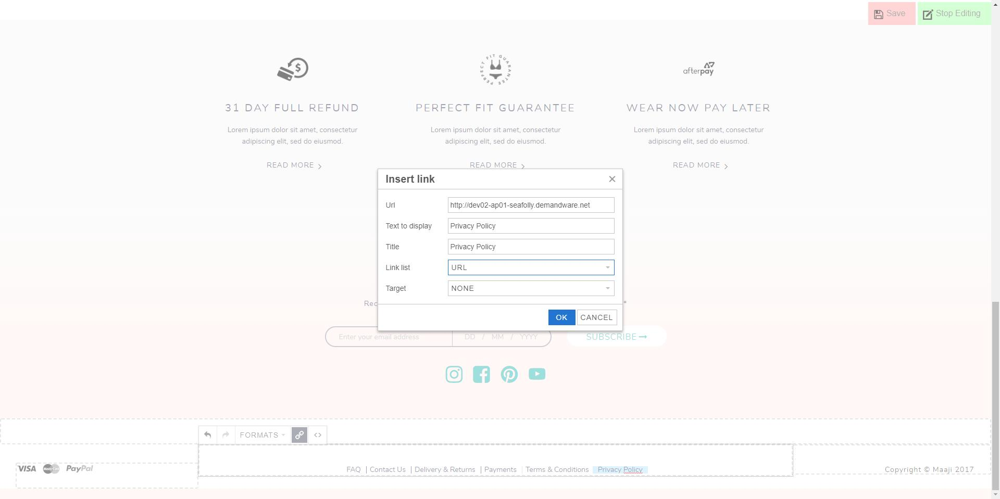 Save
Stop Editing
PERFECT FIT GUARANTEE
afterpay
31 DAY FULL REFUND
PERFECT FIT GUARANTEE
WEAR NOW PAY LATER
Lorem ipsum dolor sit amet, consectetur
adipiscing elit, sed do eiusmod.
Lorem ipsum dolor sit amet, consectetur
adipiscing elit, sed do eiusmod.
Lorem ipsum dolor sit amet, consectetur
adipiscing elit, sed do eiusmod.
READ MORE
READ MORE
READ MORE
Insert link
Url
http://dev02-ap01-seafolly.demandware.net
Text to display
Privacy Policy
Title
Privacy Policy
Link list
URL
Target
NONE
Rec
*
OK
CANCEL
Enter your email address
DD / MM / YYYY
SUBSCRIBE
FORMATS
VISA MasterCard PayPal
FAQ | Contact Us | Delivery & Returns | Payments | Terms & Conditions Privacy Policy
Copyright © Maaji 2017